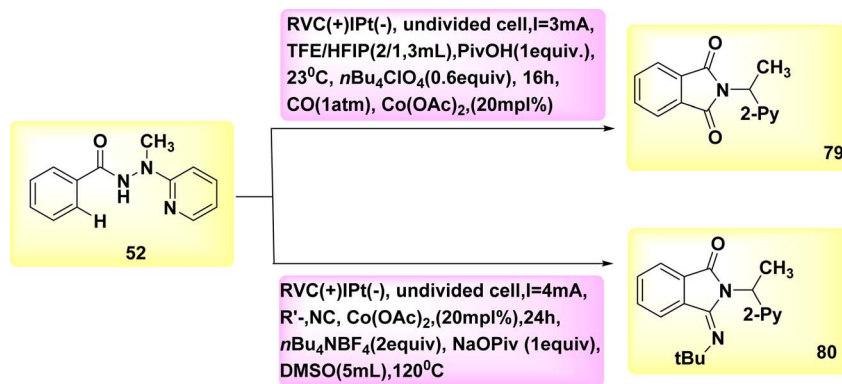 RVC(+)IPt(-), undivided cell,I=3mA,
TFE/HFIP(2/1,3mL),PivOH(1equiv.),
23⁰C, nBu₄ClO₄(0.6equiv), 16h,
CO(1atm), Co(OAc)₂,(20mpl%)
O
CH₃
N
2-Py
O
79
O
CH₃
N
N
H
N
H
52
RVC(+)IPt(-), undivided cell,I=4mA,
R'-,NC, Co(OAc)₂,(20mpl%),24h,
nBu₄NBF₄(2equiv), NaOPiv (1equiv),
DMSO(5mL),120⁰C
O
CH₃
N
2-Py
N
tBu
80